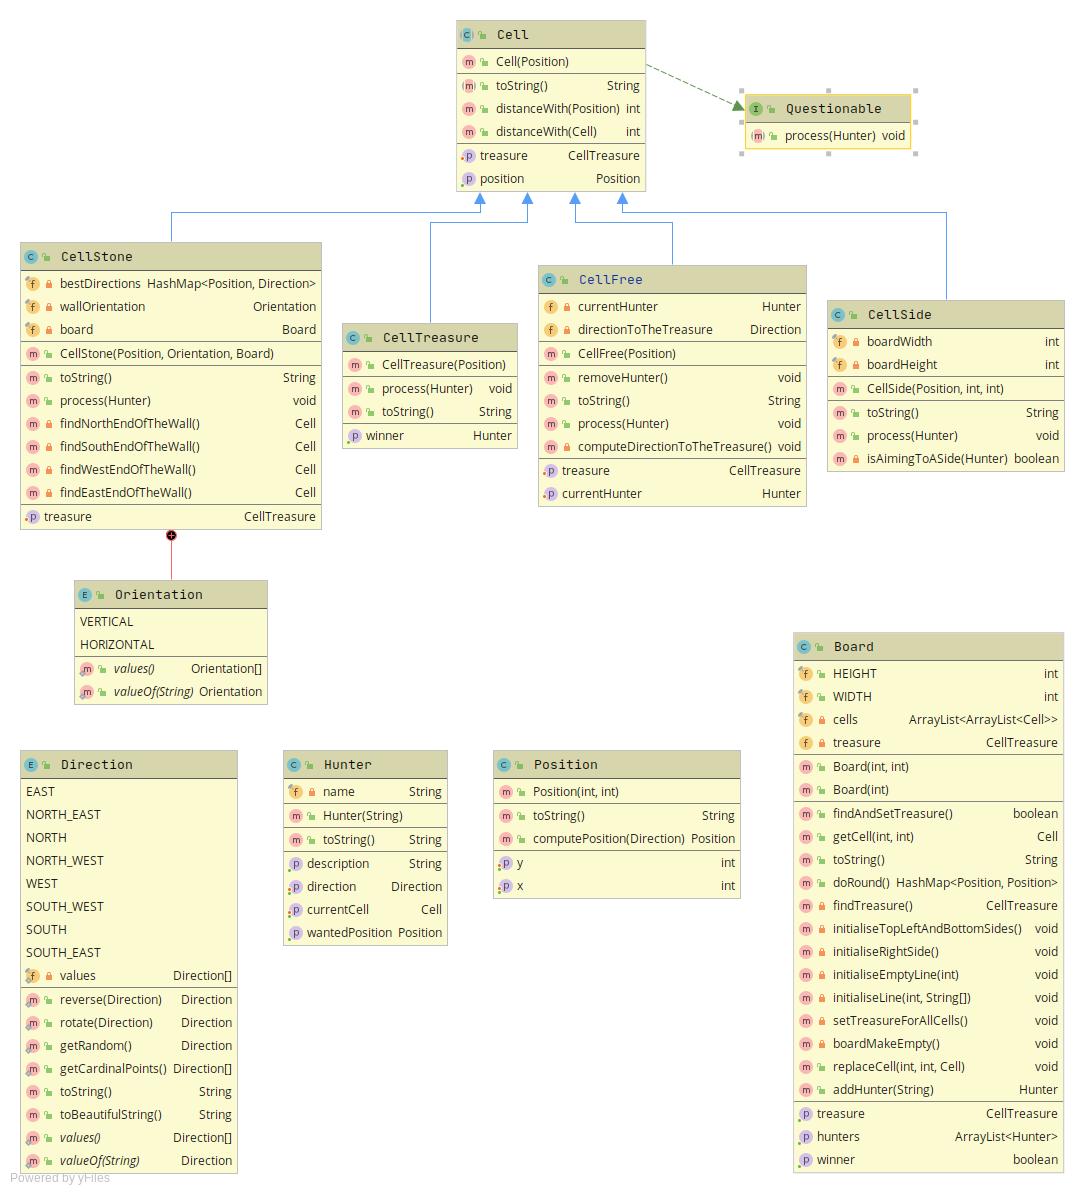 Cell
Cell(Position)
toString() String
distanceWith(Position) int
distanceWith(Cell) int
treasure CellTreasure
position Position
Questionable
process(Hunter) void
CellStone
bestDirections HashMap<Position, Direction>
wallOrientation Orientation
board Board
CellStone(Position, Orientation, Board)
toString() String
process(Hunter) void
findNorthEndOfTheWall() Cell
findSouthEndOfTheWall() Cell
findWestEndOfTheWall() Cell
findEastEndOfTheWall() Cell
treasure CellTreasure
CellTreasure
CellTreasure(Position)
process(Hunter) void
toString() String
winner Hunter
CellFree
currentHunter Hunter
directionToTheTreasure Direction
CellFree(Position)
removeHunter() void
toString() String
process(Hunter) void
computeDirectionToTheTreasure() void
treasure CellTreasure
currentHunter Hunter
CellSide
boardWidth int
boardHeight int
CellSide(Position, int, int)
toString() String
process(Hunter) void
isAimingToASide(Hunter) boolean
Orientation
VERTICAL
HORIZONTAL
values() Orientation[]
valueOf(String) Orientation
Direction
EAST
NORTH_EAST
NORTH
NORTH_WEST
WEST
SOUTH_WEST
SOUTH
SOUTH_EAST
values Direction[]
reverse(Direction) Direction
rotate(Direction) Direction
getRandom() Direction
getCardinalPoints() Direction[]
toString() String
toBeautifulString() String
values() Direction[]
valueOf(String) Direction
Hunter
name String
Hunter(String)
toString() String
description String
direction Direction
currentCell Cell
wantedPosition Position
Position
Position(int, int)
toString() String
computePosition(Direction) Position
y int
x int
Board
HEIGHT int
WIDTH int
cells ArrayList<ArrayList<Cell>>
treasure CellTreasure
Board(int, int)
Board(int)
findAndSetTreasure() boolean
getCell(int, int) Cell
toString() String
doRound() HashMap<Position, Position>
findTreasure() CellTreasure
initialiseTopLeftAndBottomSides() void
initialiseRightSide() void
initialiseEmptyLine(int) void
initialiseLine(int, String[]) void
setTreasureForAllCells() void
boardMakeEmpty() void
replaceCell(int, int, Cell) void
addHunter(String) Hunter
treasure CellTreasure
hunters ArrayList<Hunter>
winner boolean
Powered by yFiles